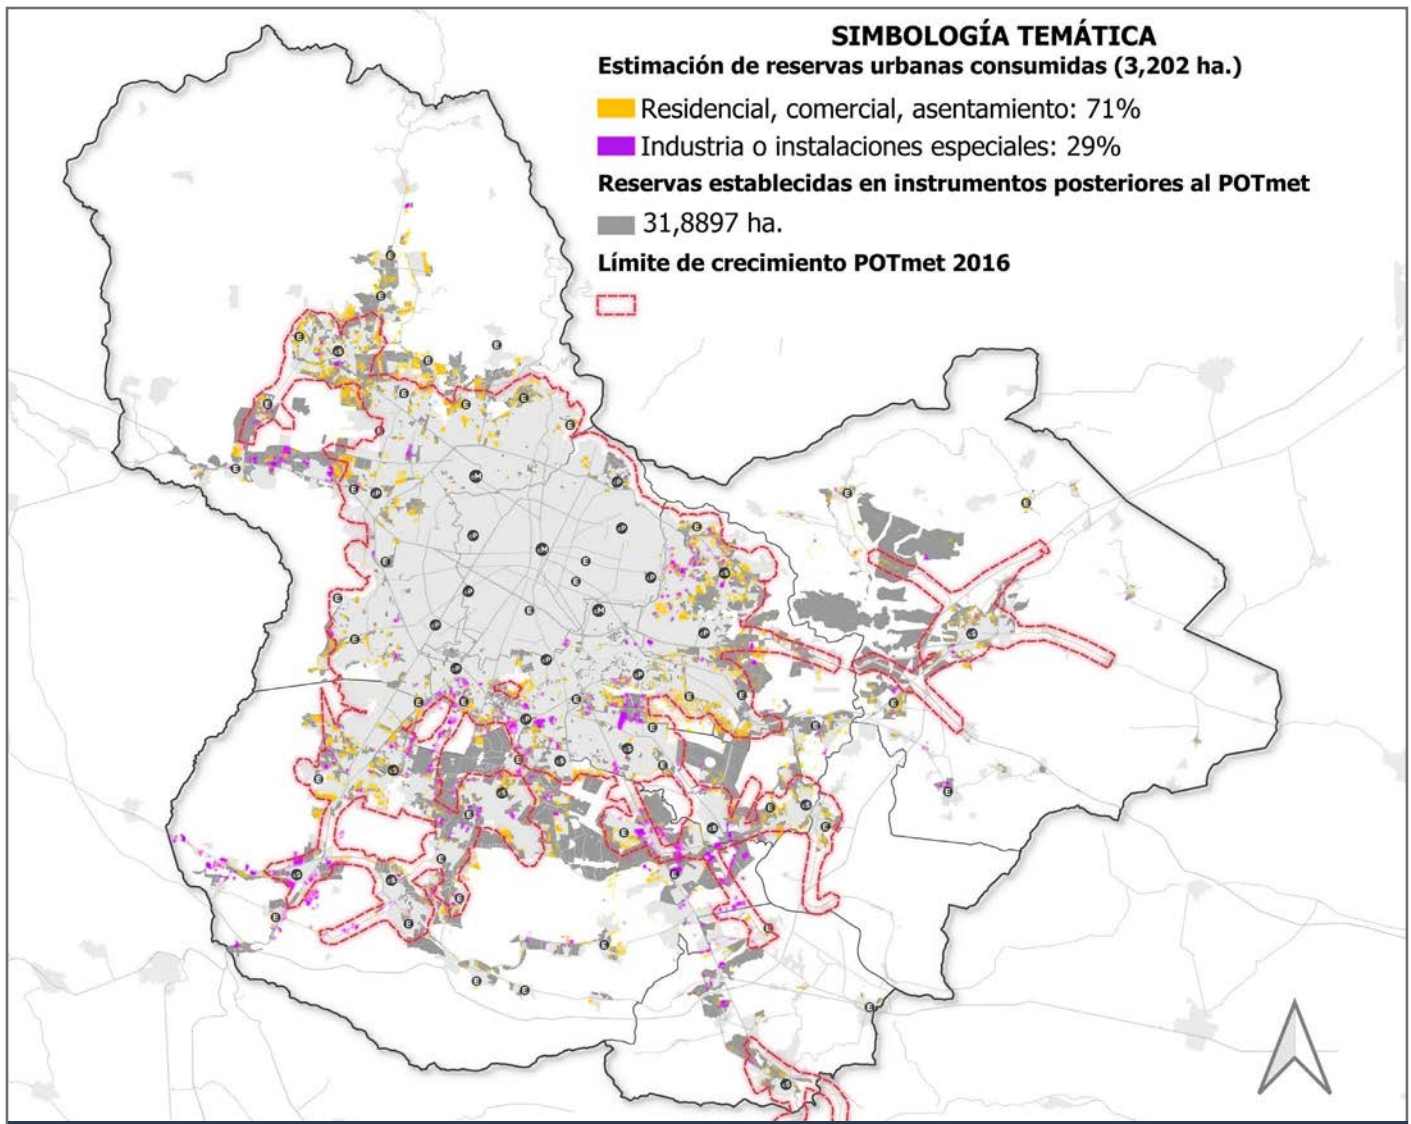 SIMBOLOGÍA TEMÁTICA
Estimación de reservas urbanas consumidas (3,202 ha.)
Residencial, comercial, asentamiento: 71%
Industria o instalaciones especiales: 29%
Reservas establecidas en instrumentos posteriores al POTmet
31,8897 ha.
Límite de crecimiento POTmet 2016